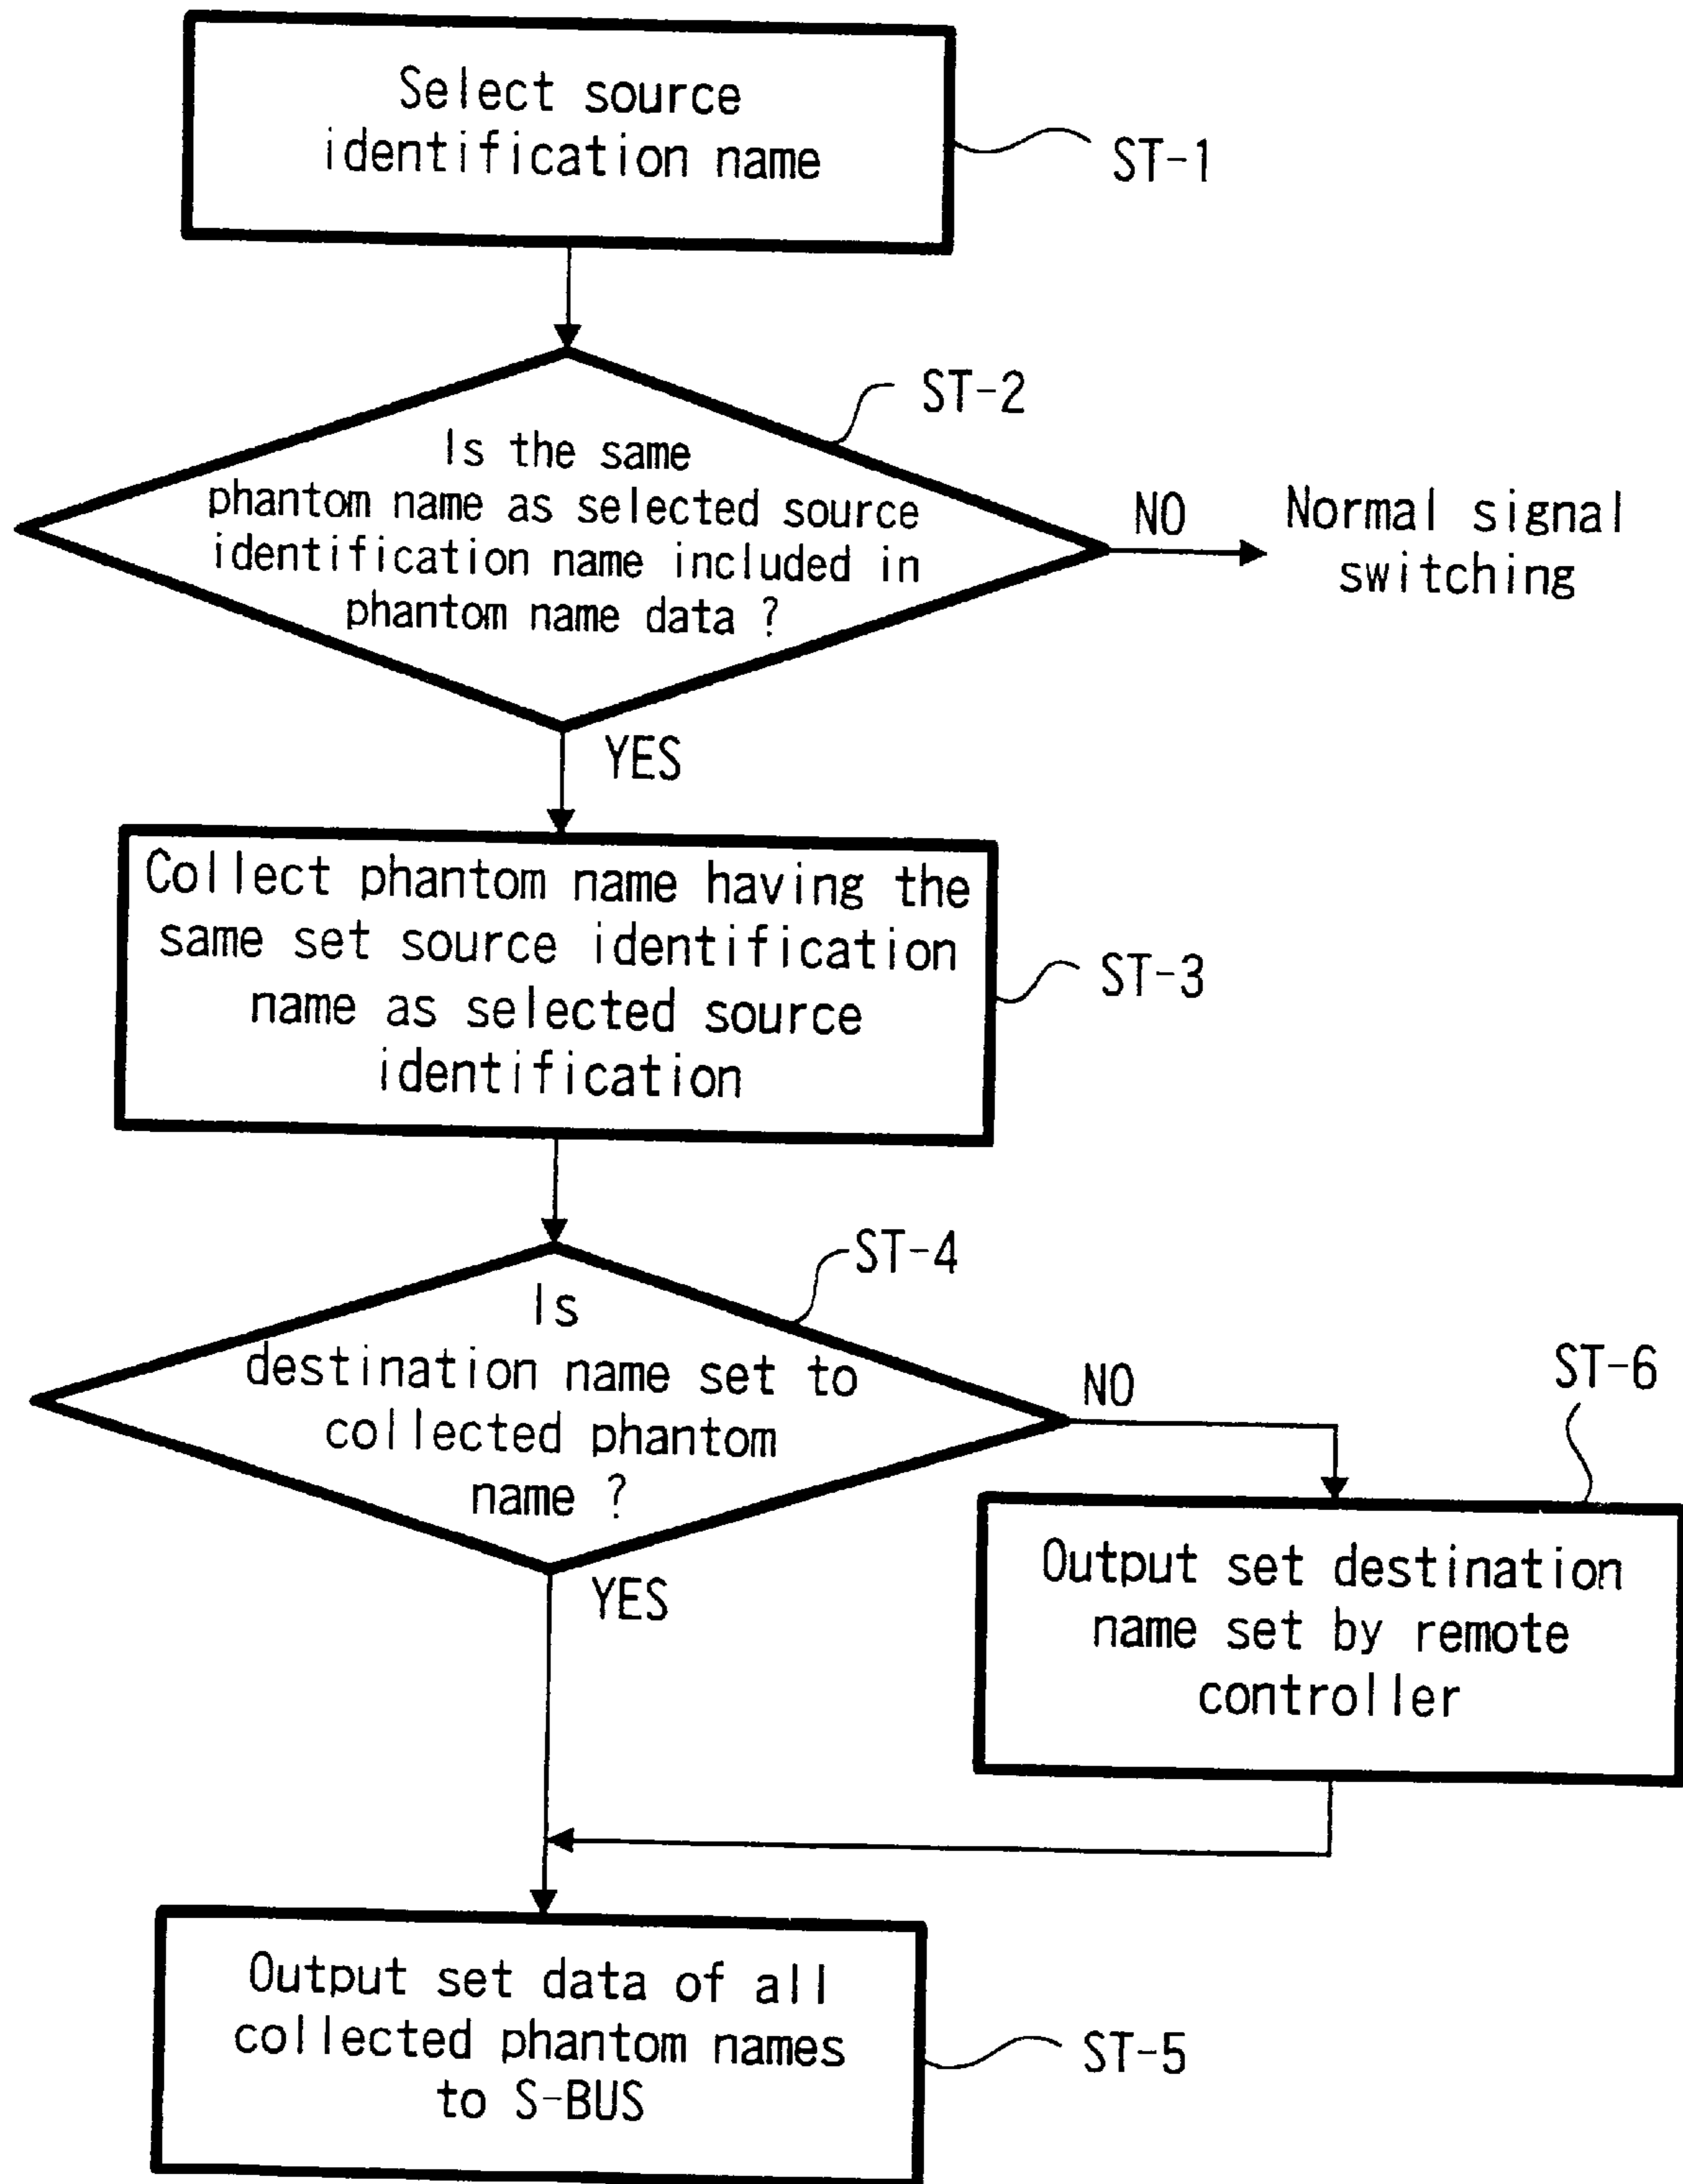 Select source
identification name
ST-1
ST-2
Is the same
phantom name as selected source
identification name included in
phantom name data ?
NO
Normal signal
switching
YES
Collect phantom name having the
same set source identification
name as selected source
identification
ST-3
ST-4
Is
destination name set to
collected phantom
name ?
NO
YES
ST-6
Output set destination
name set by remote
controller
Output set data of all
collected phantom names
to S-BUS
ST-5